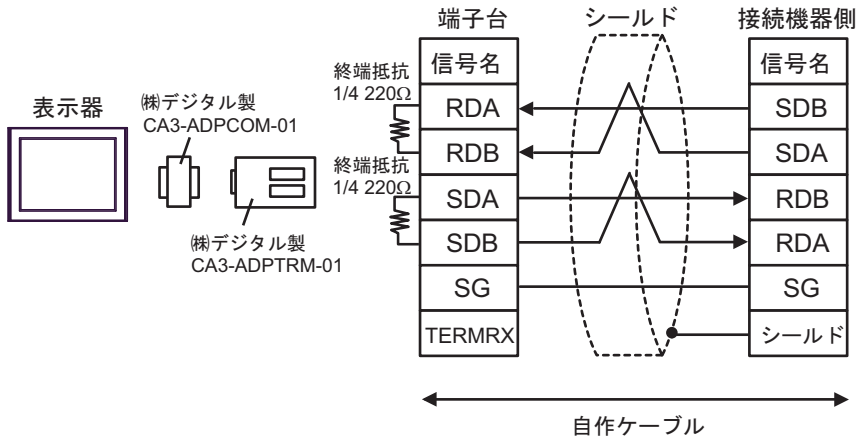 端子台
シールド
接続機器側
信号名
信号名
終端抵抗
1/4 220Ω
表示器
㈱デジタル製
CA3-ADPCOM-01
RDA
SDB
RDB
SDA
終端抵抗
1/4 220Ω
SDA
RDB
SDB
RDA
㈱デジタル製
CA3-ADPTRM-01
SG
SG
TERMRX
シールド
自作ケーブル